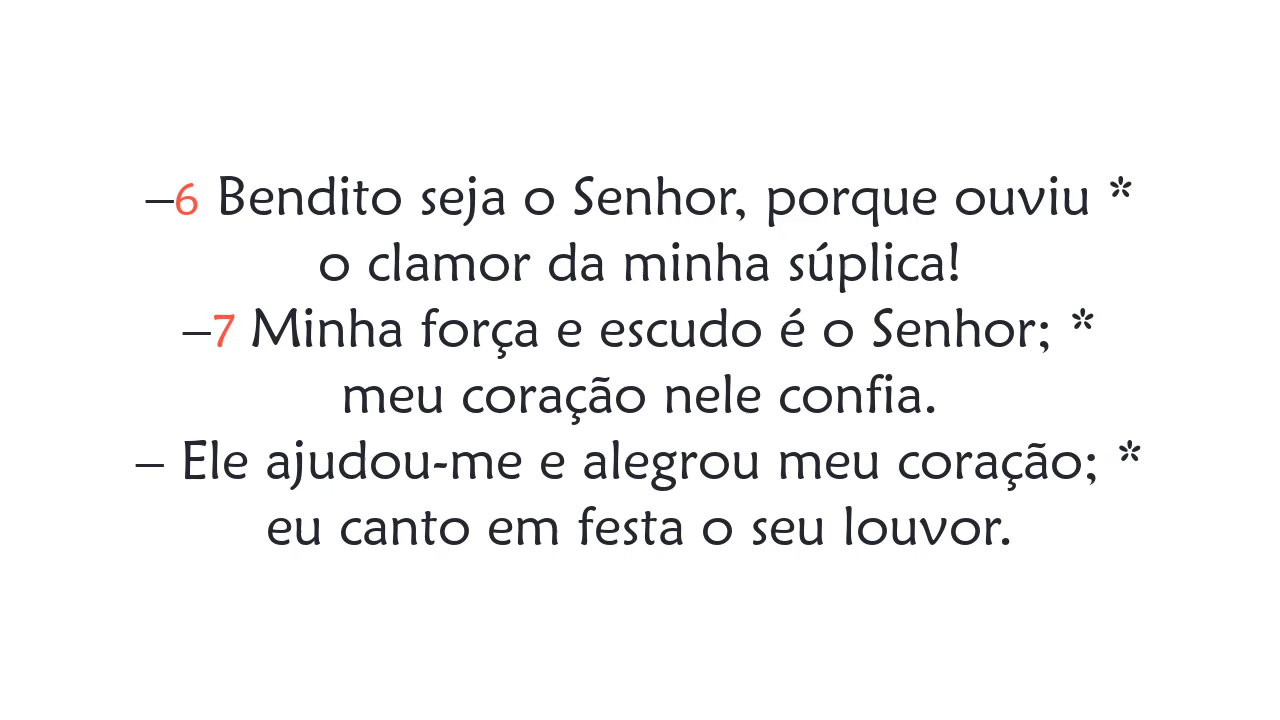 –6 Bendito seja o Senhor, porque ouviu *
o clamor da minha súplica!
–7 Minha força e escudo é o Senhor; *
meu coração nele confia.
– Ele ajudou-me e alegrou meu coração; *
eu canto em festa o seu louvor.